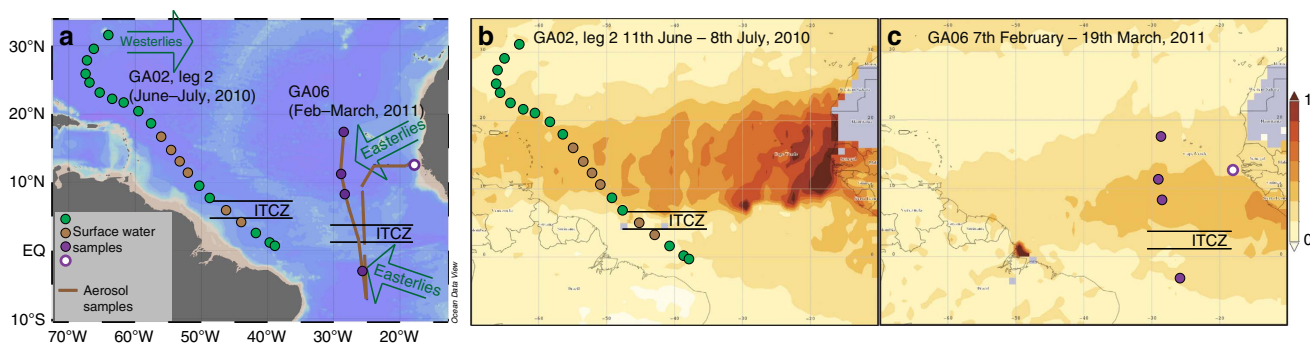 a
Westerlies
GA02, leg 2
(June–July, 2010)
GA06
(Feb–March, 2011)
Easterlies
ITCZ
ITCZ
Easterlies
Surface water
samples
Aerosol
samples
Ocean Data View
30°N
20°N
10°N
EQ
10°S
70°W
60°W
50°W
40°W
30°W
20°W
b
GA02, leg 2 11th June – 8th July, 2010
ITCZ
c
GA06 7th February – 19th March, 2011
ITCZ
1
0